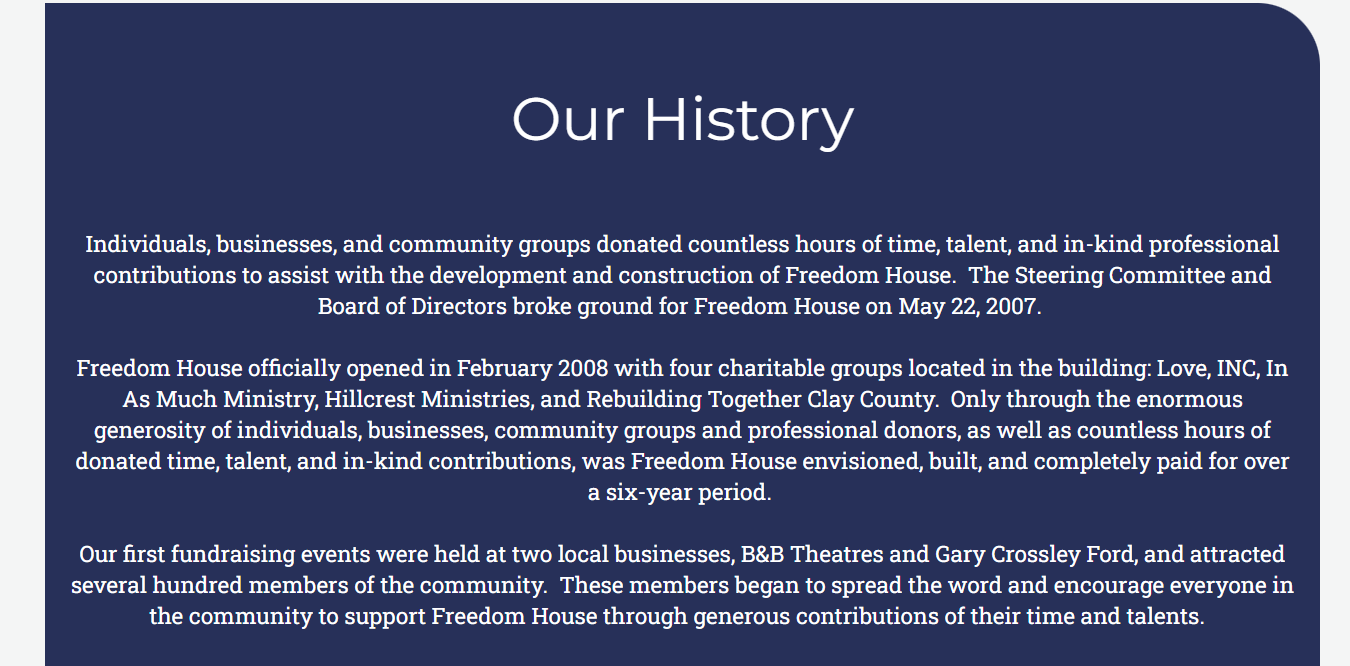 Our History
Individuals, businesses, and community groups donated countless hours of time, talent, and in-kind professional
contributions to assist with the development and construction of Freedom House.  The Steering Committee and
Board of Directors broke ground for Freedom House on May 22, 2007.
Freedom House officially opened in February 2008 with four charitable groups located in the building: Love, INC, In
As Much Ministry, Hillcrest Ministries, and Rebuilding Together Clay County.  Only through the enormous
generosity of individuals, businesses, community groups and professional donors, as well as countless hours of
donated time, talent, and in-kind contributions, was Freedom House envisioned, built, and completely paid for over
a six-year period.
Our first fundraising events were held at two local businesses, B&B Theatres and Gary Crossley Ford, and attracted
several hundred members of the community.  These members began to spread the word and encourage everyone in
the community to support Freedom House through generous contributions of their time and talents.